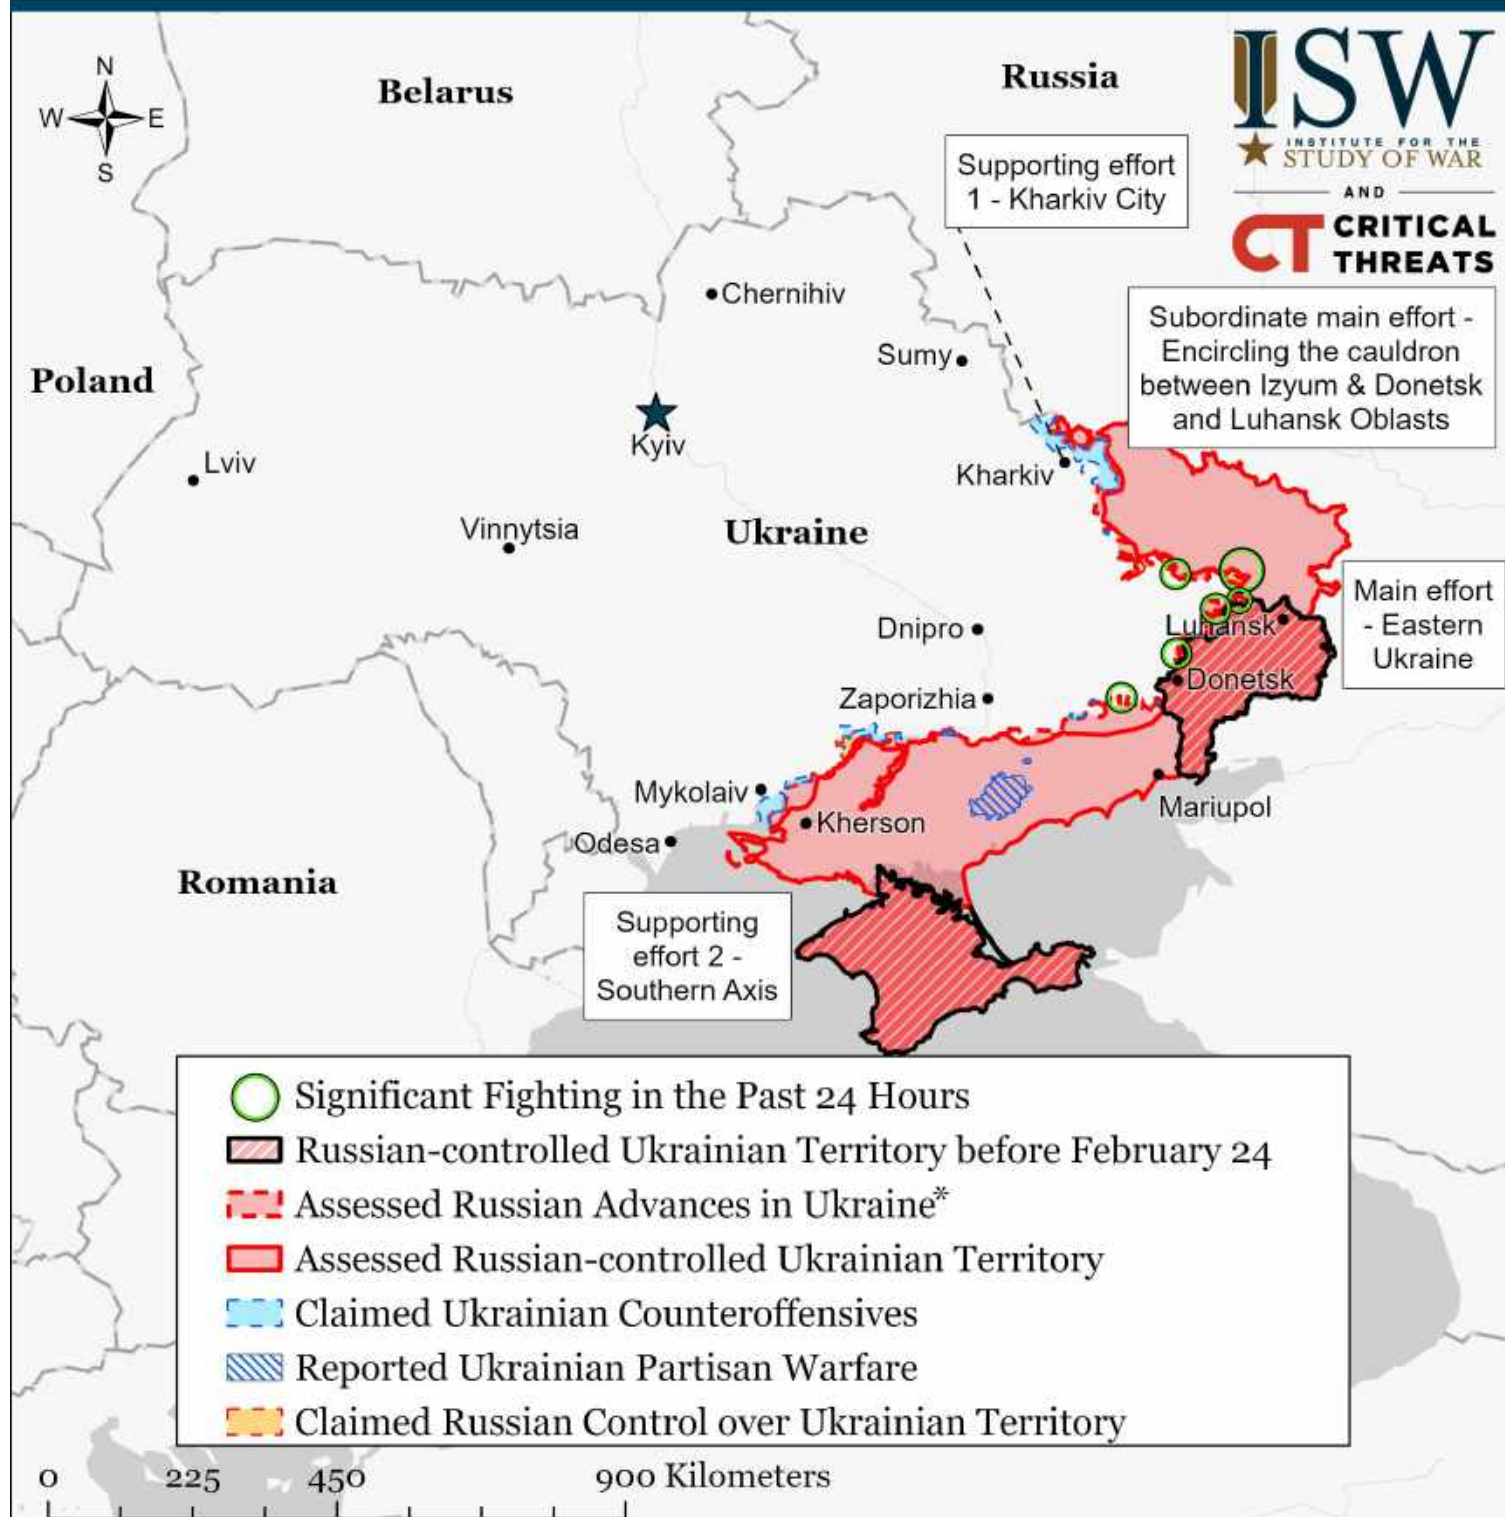 N
W
E
S
Belarus
Russia
ISW
INSTITUTE FOR THE
STUDY OF WAR
AND
CT CRITICAL
THREATS
Supporting effort
1 - Kharkiv City
Subordinate main effort -
Encircling the cauldron
between Izyum & Donetsk
and Luhansk Oblasts
Chernihiv
Sumy
Poland
Kyiv
Lviv
Kharkiv
Vinnytsia
Ukraine
Main effort
- Eastern
Ukraine
Dnipro
Luhansk
Donetsk
Zaporizhia
Mykolaiv
Mariupol
Kherson
Odesa
Romania
Supporting
effort 2 -
Southern Axis
Significant Fighting in the Past 24 Hours
Russian-controlled Ukrainian Territory before February 24
Assessed Russian Advances in Ukraine*
Assessed Russian-controlled Ukrainian Territory
Claimed Ukrainian Counteroffensives
Reported Ukrainian Partisan Warfare
Claimed Russian Control over Ukrainian Territory
0 225 450 900 Kilometers